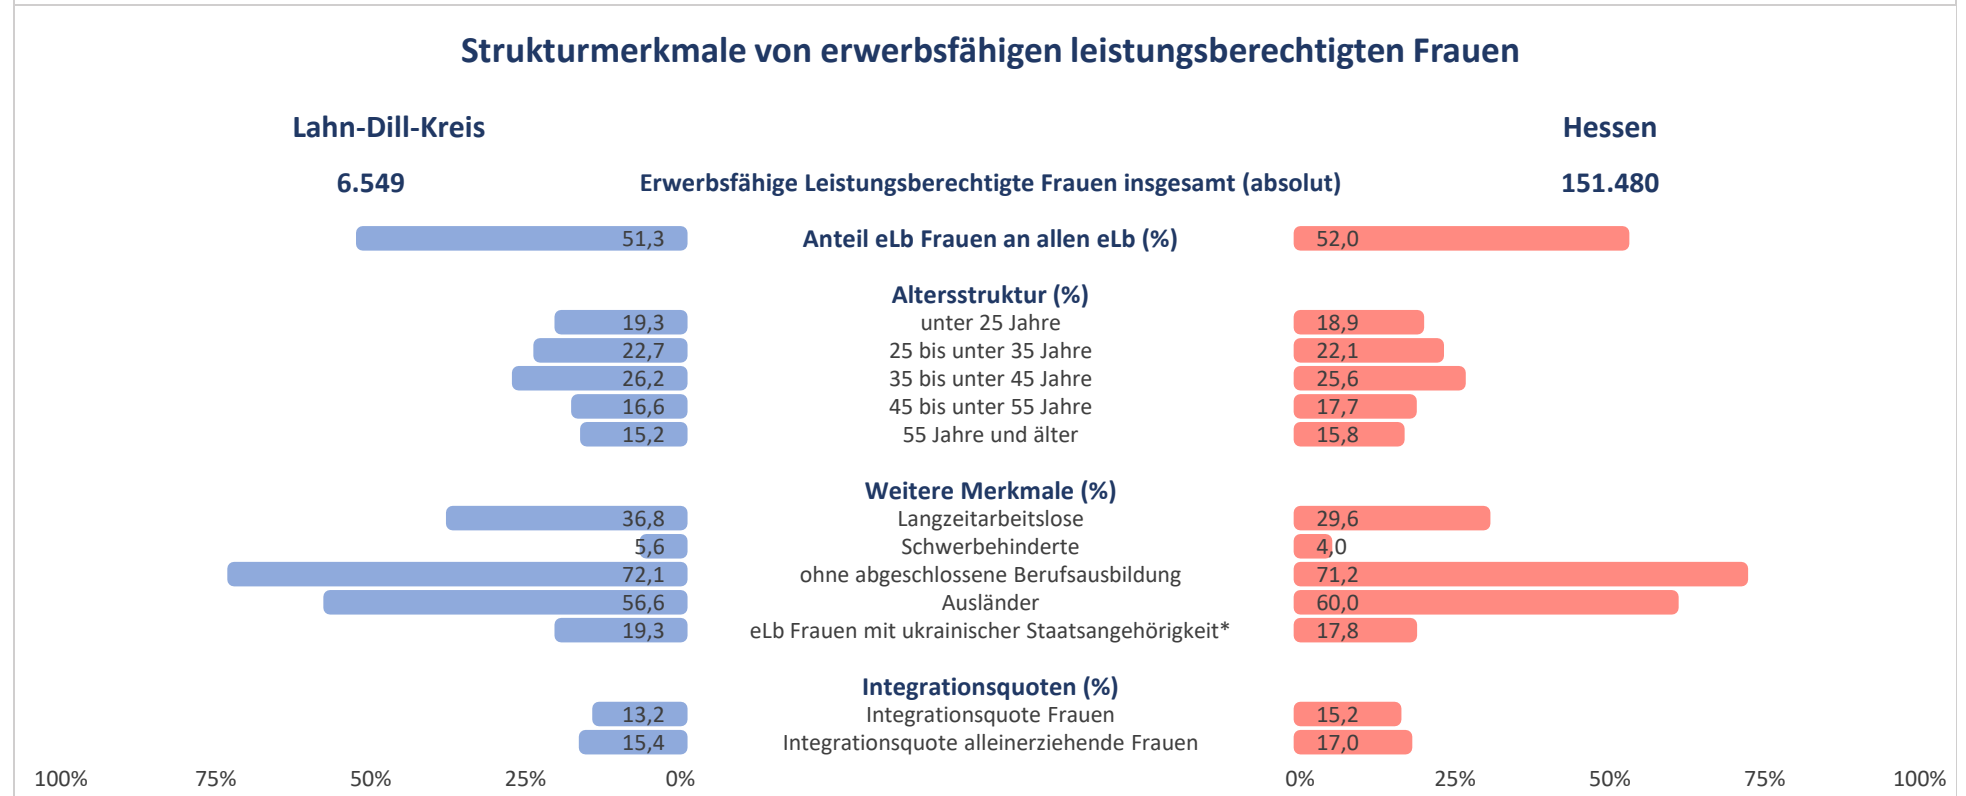 Strukturmerkmale von erwerbsfähigen leistungsberechtigten Frauen
Lahn-Dill-Kreis Hessen
6.549 Erwerbsfähige Leistungsberechtigte Frauen insgesamt (absolut) 151.480
51,3 Anteil eLb Frauen an allen eLb (%) 52,0
Altersstruktur (%)
19,3 unter 25 Jahre 18,9
22,7 25 bis unter 35 Jahre 22,1
26,2 35 bis unter 45 Jahre 25,6
16,6 45 bis unter 55 Jahre 17,7
15,2 55 Jahre und älter 15,8
Weitere Merkmale (%)
36,8 Langzeitarbeitslose 29,6
5,6 Schwerbehinderte 4,0
72,1 ohne abgeschlossene Berufsausbildung 71,2
56,6 Ausländer 60,0
19,3 eLb Frauen mit ukrainischer Staatsangehörigkeit* 17,8
Integrationsquoten (%)
13,2 Integrationsquote Frauen 15,2
15,4 Integrationsquote alleinerziehende Frauen 17,0
100% 75% 50% 25% 0% 0% 25% 50% 75% 100%